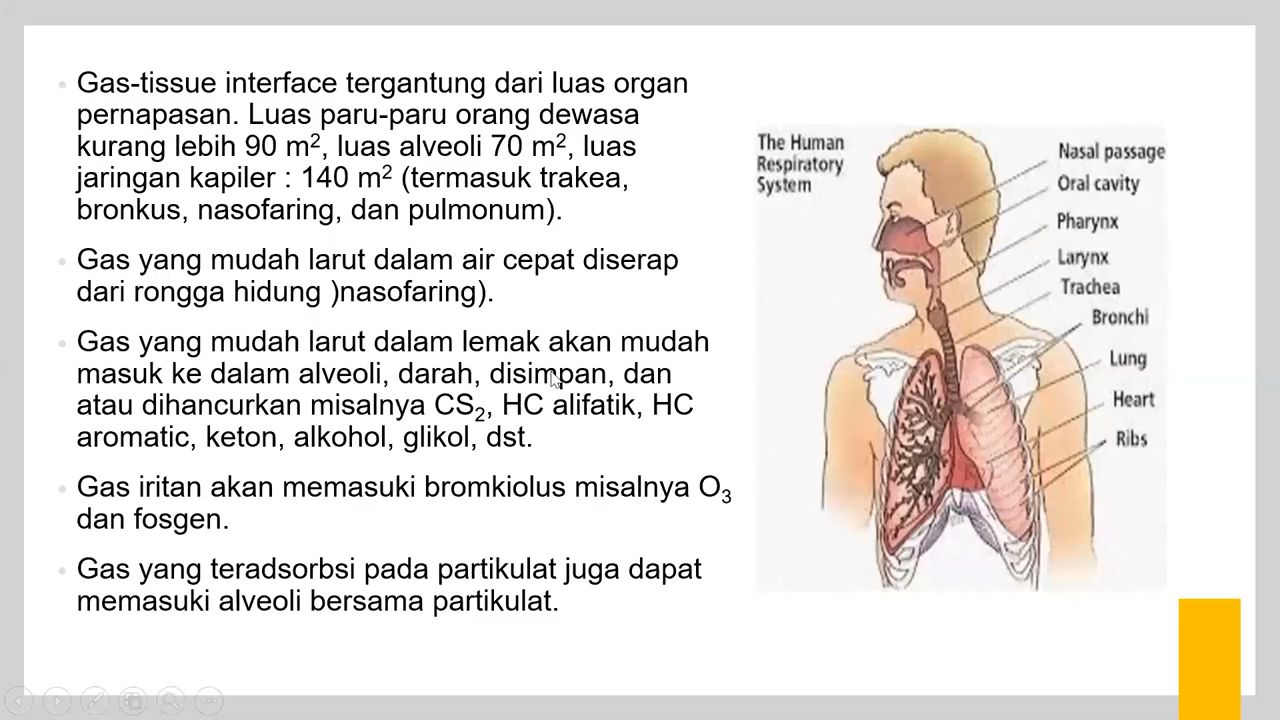 Gas-tissue interface tergantung dari luas organ
pernapasan. Luas paru-paru orang dewasa
kurang lebih 90 m², luas alveoli 70 m², luas
jaringan kapiler : 140 m² (termasuk trakea,
bronkus, nasofaring, dan pulmonum).
Gas yang mudah larut dalam air cepat diserap
dari rongga hidung )nasofaring).
Gas yang mudah larut dalam lemak akan mudah
masuk ke dalam alveoli, darah, disimpan, dan
atau dihancurkan misalnya CS₂, HC alifatik, HC
aromatic, keton, alkohol, glikol, dst.
Gas iritan akan memasuki bromkiolus misalnya O₃
dan fosgen.
Gas yang teradsorbsi pada partikulat juga dapat
memasuki alveoli bersama partikulat.
The Human
Respiratory
System
Nasal passage
Oral cavity
Pharynx
Larynx
Trachea
Bronchi
Lung
Heart
Ribs